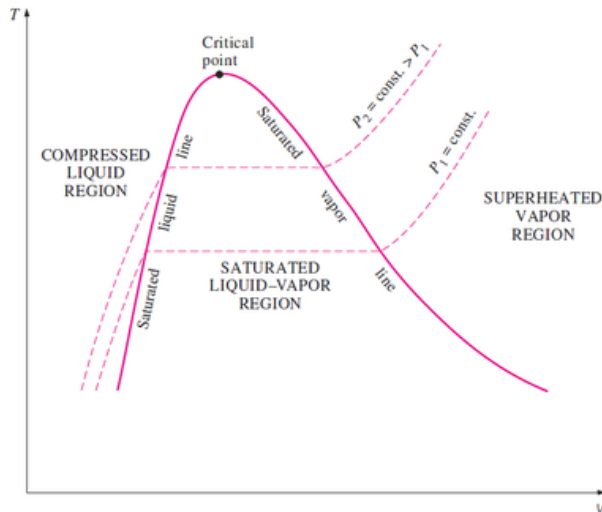 T
Critical
point
P₂ = const. > P₁
P₁ = const.
Saturated
line
COMPRESSED
LIQUID
REGION
vapor
SUPERHEATED
VAPOR
REGION
liquid
SATURATED
LIQUID–VAPOR
REGION
line
Saturated
v